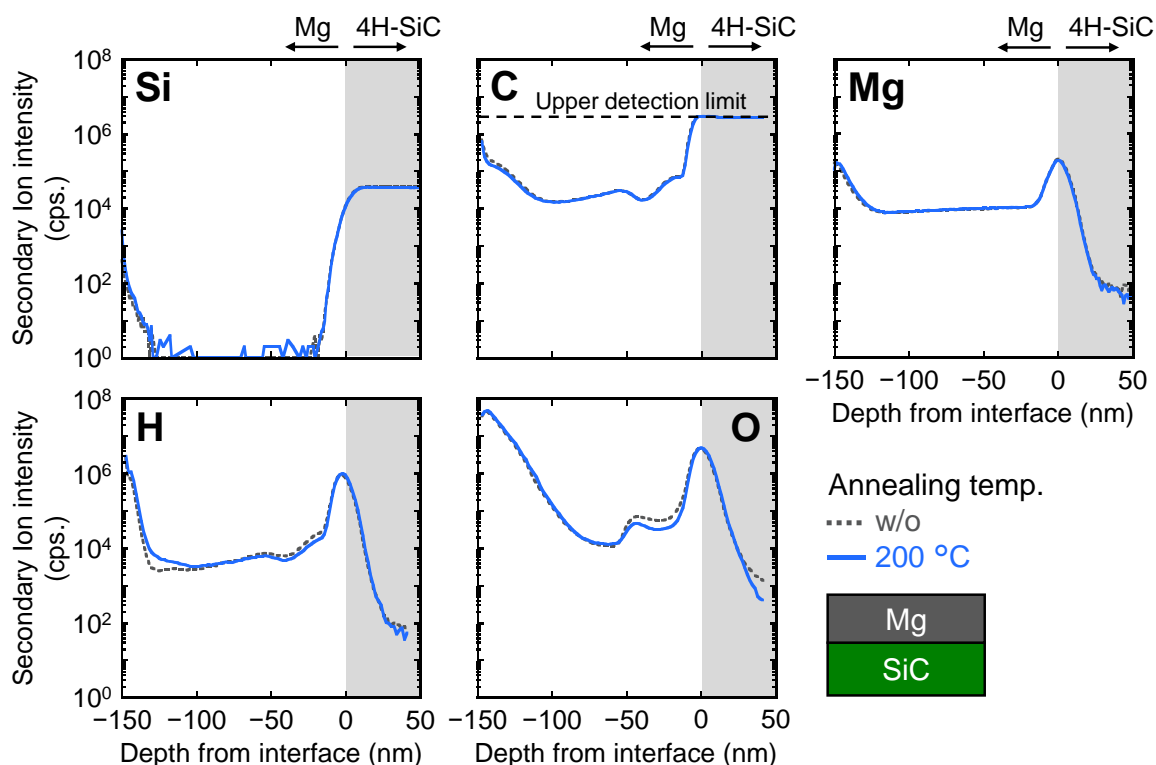 Mg 4H-SiC
Mg 4H-SiC
Mg 4H-SiC
Secondary Ion intensity
(cps.)
10^8
10^6
10^4
10^2
10^0
Si
C
Upper detection limit
Mg
−150 −100 −50 0 50
Depth from interface (nm)
Secondary Ion intensity
(cps.)
10^8
10^6
10^4
10^2
10^0
H
−150 −100 −50 0 50
Depth from interface (nm)
O
−150 −100 −50 0 50
Depth from interface (nm)
Annealing temp.
w/o
200 °C
Mg
SiC